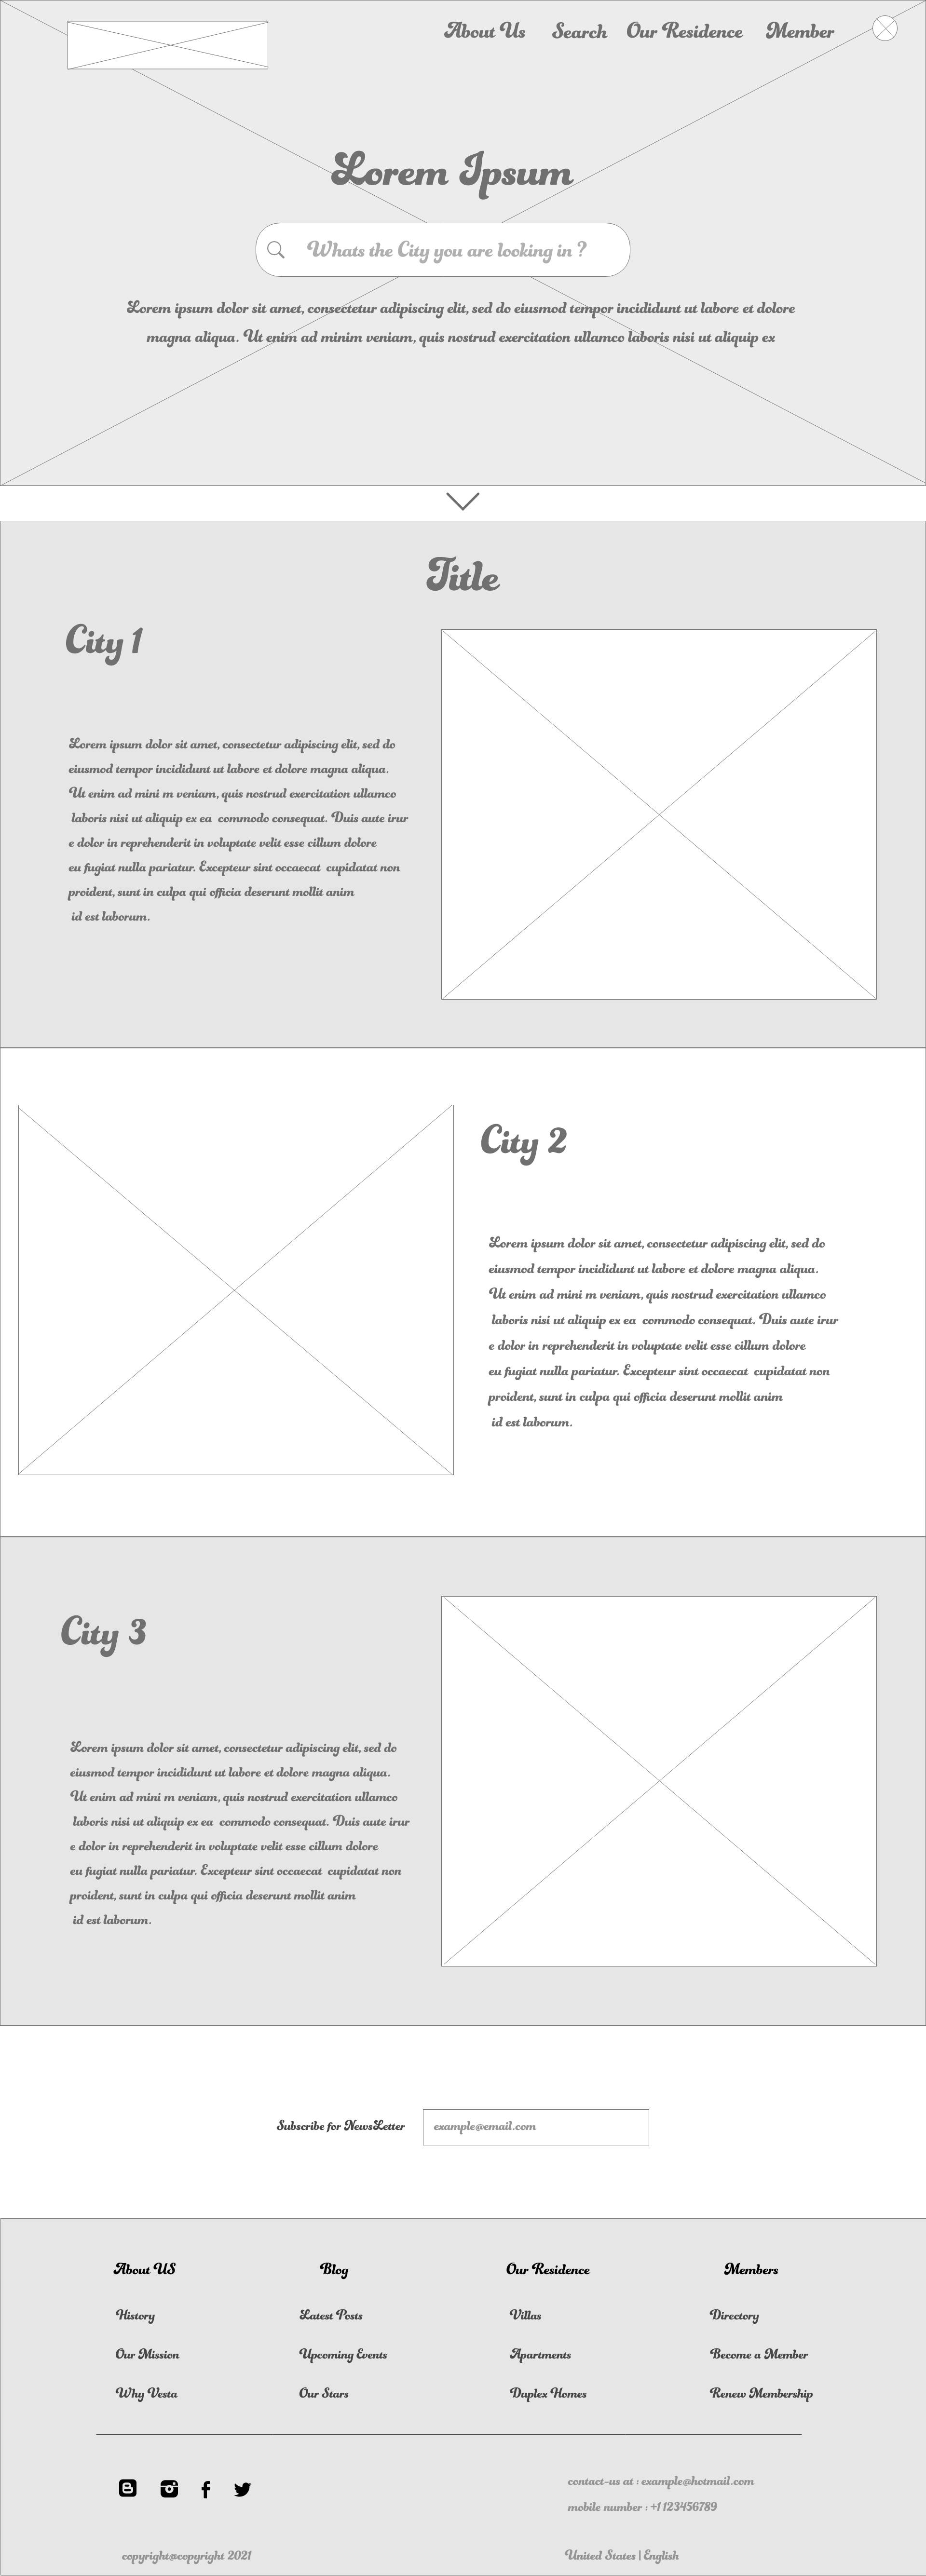 About Us Search Our Residence Member
Lorem Ipsum
Whats the City you are looking in ?
Lorem ipsum dolor sit amet, consectetur adipiscing elit, sed do eiusmod tempor incididunt ut labore et dolore
magna aliqua. Ut enim ad minim veniam, quis nostrud exercitation ullamco laboris nisi ut aliquip ex
Title
City 1
Lorem ipsum dolor sit amet, consectetur adipiscing elit, sed do
eiusmod tempor incididunt ut labore et dolore magna aliqua.
Ut enim ad mini m veniam, quis nostrud exercitation ullamco
laboris nisi ut aliquip ex ea commodo consequat. Duis aute irur
e dolor in reprehenderit in voluptate velit esse cillum dolore
eu fugiat nulla pariatur. Excepteur sint occaecat cupidatat non
proident, sunt in culpa qui officia deserunt mollit anim
id est laborum.
City 2
Lorem ipsum dolor sit amet, consectetur adipiscing elit, sed do
eiusmod tempor incididunt ut labore et dolore magna aliqua.
Ut enim ad mini m veniam, quis nostrud exercitation ullamco
laboris nisi ut aliquip ex ea commodo consequat. Duis aute irur
e dolor in reprehenderit in voluptate velit esse cillum dolore
eu fugiat nulla pariatur. Excepteur sint occaecat cupidatat non
proident, sunt in culpa qui officia deserunt mollit anim
id est laborum.
City 3
Lorem ipsum dolor sit amet, consectetur adipiscing elit, sed do
eiusmod tempor incididunt ut labore et dolore magna aliqua.
Ut enim ad mini m veniam, quis nostrud exercitation ullamco
laboris nisi ut aliquip ex ea commodo consequat. Duis aute irur
e dolor in reprehenderit in voluptate velit esse cillum dolore
eu fugiat nulla pariatur. Excepteur sint occaecat cupidatat non
proident, sunt in culpa qui officia deserunt mollit anim
id est laborum.
Subscribe for NewsLetter example@email.com
About US Blog Our Residence Members
History Latest Posts Villas Directory
Our Mission Upcoming Events Apartments Become a Member
Why Vesta Our Stars Duplex Homes Renew Membership
contact-us at : example@hotmail.com
mobile number : +1 123456789
copyright@copyright 2021 United States | English